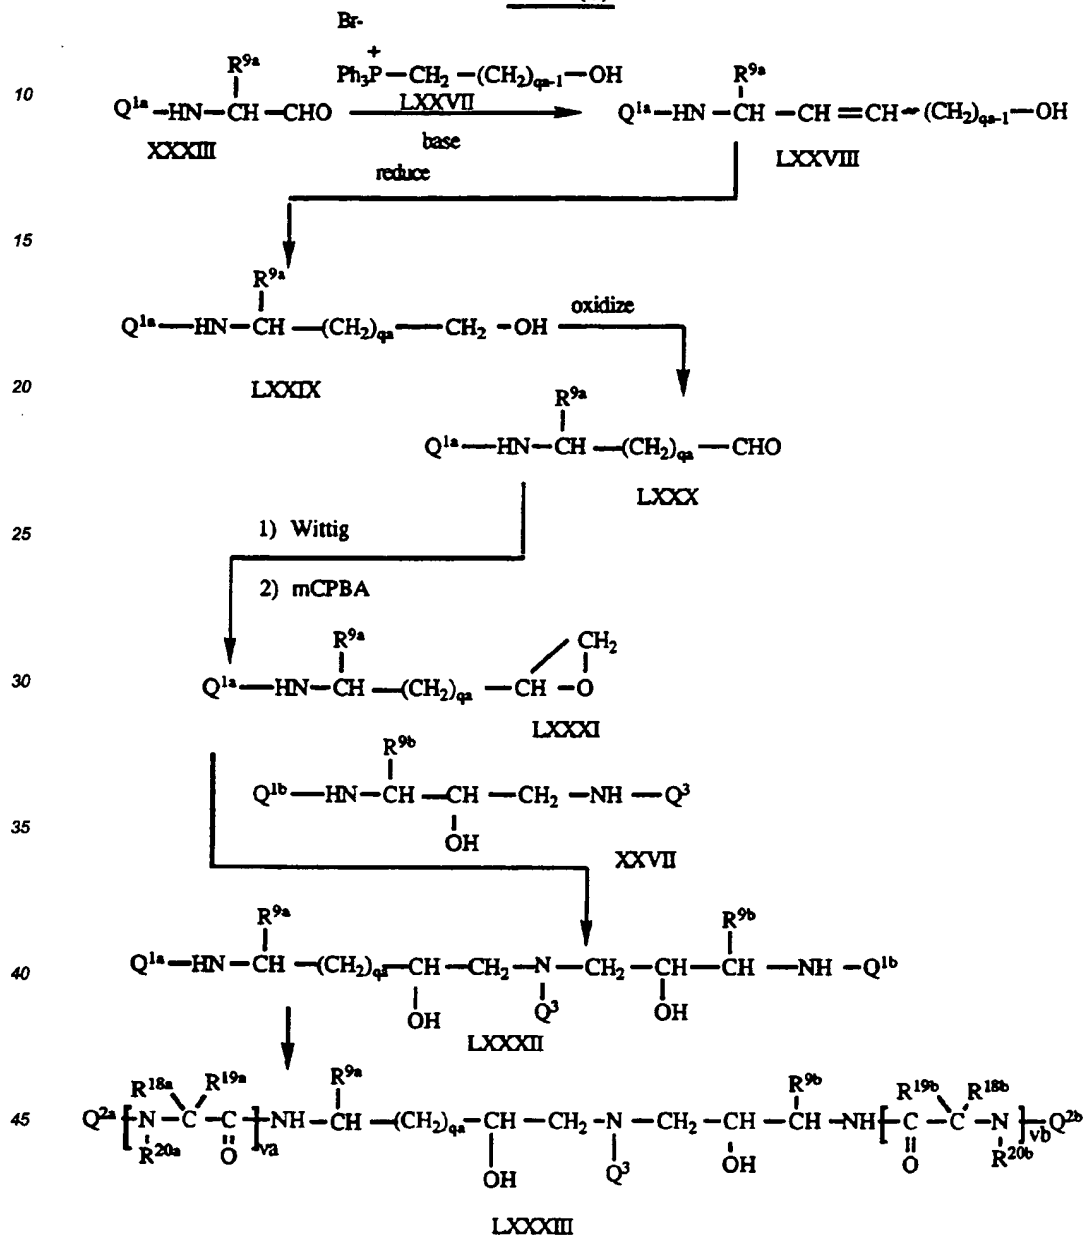 Br-
+
Ph₃P—CH₂—(CH₂)qa-1—OH
LXXVII
base
10
R⁹ᵃ
Q¹ᵃ—HN—CH—CHO
XXXIII
R⁹ᵃ
Q¹ᵃ—HN—CH—CH=CH~(CH₂)qa-1—OH
LXXVIII
reduce
15
R⁹ᵃ
Q¹ᵃ—HN—CH—(CH₂)qa—CH₂—OH
LXXIX
oxidize
20
R⁹ᵃ
Q¹ᵃ—HN—CH—(CH₂)qa—CHO
LXXX
25
1) Wittig
2) mCPBA
30
R⁹ᵃ CH₂
Q¹ᵃ—HN—CH—(CH₂)qa—CH—O
LXXXI
R⁹ᵇ
Q¹ᵇ—HN—CH—CH—CH₂—NH—Q³
OH
35
XXVII
R⁹ᵃ R⁹ᵇ
40
Q¹ᵃ—HN—CH—(CH₂)qa—CH—CH₂—N—CH₂—CH—CH—NH—Q¹ᵇ
OH Q³ OH
LXXXII
R¹⁸ᵃ R¹⁹ᵃ R⁹ᵃ R⁹ᵇ R¹⁹ᵇ R¹⁸ᵇ
45
Q²ᵃ[N—C—C]va NH—CH—(CH₂)qa—CH—CH₂—N—CH₂—CH—CH—NH[C—C—N]vb Q²ᵇ
R²⁰ᵃ O OH Q³ OH O R²⁰ᵇ
LXXXIII